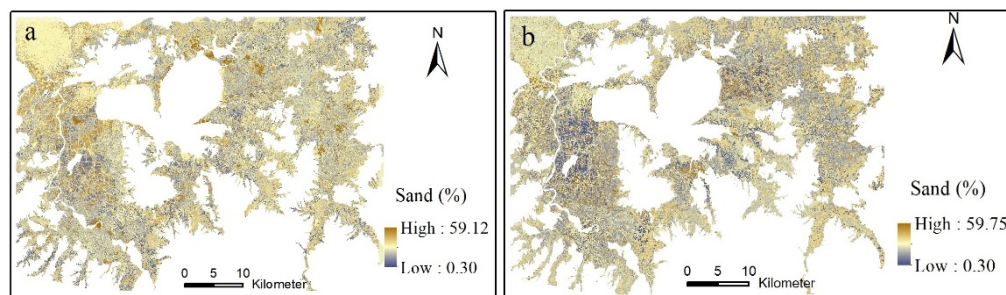 a
N
Sand (%)
High : 59.12
Low : 0.30
0 5 10
Kilometer
b
N
Sand (%)
High : 59.75
Low : 0.30
0 5 10
Kilometer